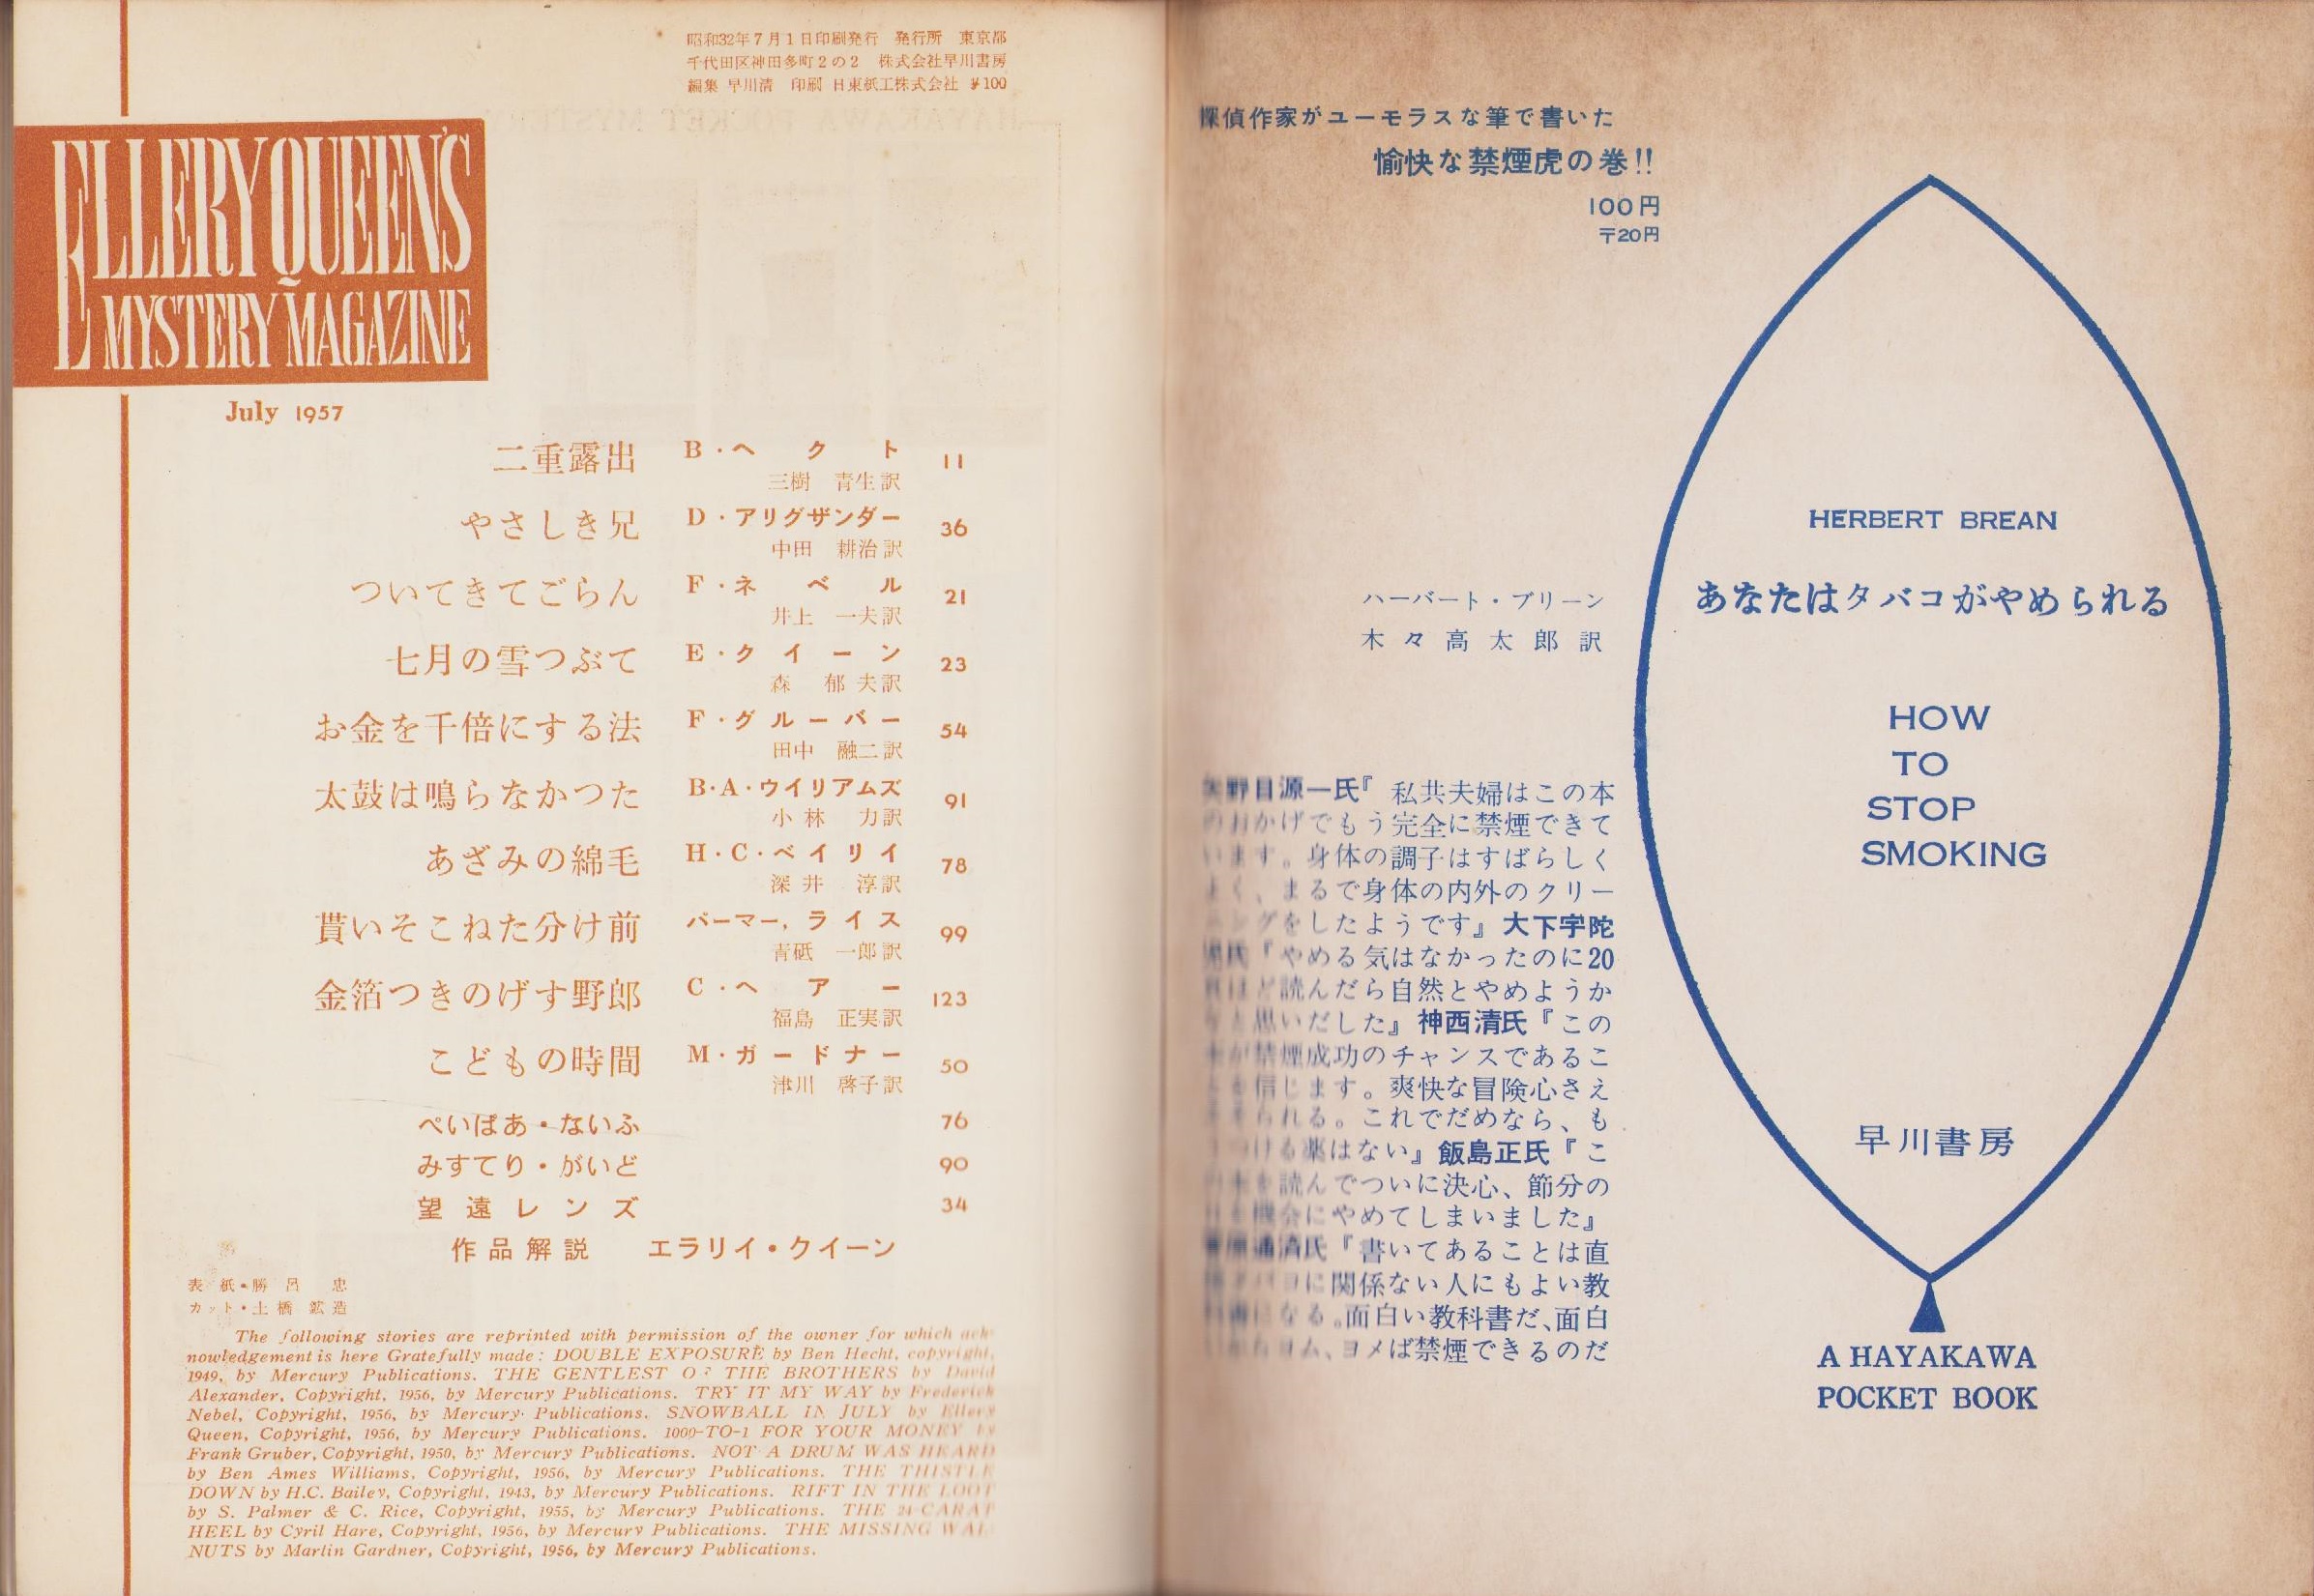 昭和32年7月1日印刷発行 発行所 東京都
千代田区神田多町2の2 株式会社早川書房
編集 早川清 印刷 日東紙工株式会社 ¥100
ELLERY QUEEN'S
MYSTERY MAGAZINE
July 1957
二重露出 B・ヘクト 11
三樹 青生訳
やさしき兄 D・アリグザンダー 36
中田 耕治訳
ついてきてごらん F・ネベル 21
井上 一夫訳
七月の雪つぶて E・クイーン 23
森 郁夫訳
お金を千倍にする法 F・グルーバー 54
田中 融二訳
太鼓は鳴らなかつた B・A・ウイリアムズ 91
小林 力訳
あざみの綿毛 H・C・ベイリイ 78
深井 淳訳
貰いそこねた分け前 パーマー,ライス 99
青砥 一郎訳
金箔つきのげす野郎 C・ヘアー 123
福島 正実訳
こどもの時間 M・ガードナー 50
津川 啓子訳
ぺいぱあ・ないふ 76
みすてり・がいど 90
望遠レンズ 34
作品解説 エラリイ・クイーン
表紙・勝呂 忠
カット・土橋 鉱造
The following stories are reprinted with permission of the owner for which ack-
nowledgement is here Gratefully made: DOUBLE EXPOSURE by Ben Hecht, copyright,
1949, by Mercury Publications. THE GENTLEST OF THE BROTHERS by David
Alexander, Copyright, 1956, by Mercury Publications. TRY IT MY WAY by Frederick
Nebel, Copyright, 1956, by Mercury Publications. SNOWBALL IN JULY by Ellery
Queen, Copyright, 1956, by Mercury Publications. 1000-TO-1 FOR YOUR MONEY by
Frank Gruber, Copyright, 1950, by Mercury Publications. NOT A DRUM WAS HEARD
by Ben Ames Williams, Copyright, 1956, by Mercury Publications. THE THISTLE
DOWN by H.C. Bailey, Copyright, 1943, by Mercury Publications. RIFT IN THE LOOT
by S. Palmer & C. Rice, Copyright, 1955, by Mercury Publications. THE 24-CARAT
HEEL by Cyril Hare, Copyright, 1956, by Mercury Publications. THE MISSING WAL-
NUTS by Martin Gardner, Copyright, 1956, by Mercury Publications.
探偵作家がユーモラスな筆で書いた
愉快な禁煙虎の巻!!
100円
〒20円
ハーバート・ブリーン
木々高太郎訳
矢野目源一氏『私共夫婦はこの本
のおかげでもう完全に禁煙できて
います。身体の調子はすばらしく
よく、まるで身体の内外のクリー
ニングをしたようです』大下宇陀
児氏『やめる気はなかったのに20
頁ほど読んだら自然とやめようか
なと思いだした』神西清氏『この
本が禁煙成功のチャンスであるこ
とを信じます。爽快な冒険心さえ
そそられる。これでだめなら、も
うつける薬はない』飯島正氏『こ
の本を読んでついに決心、節分の
日を機会にやめてしまいました』
菅原通済氏『書いてあることは直
接タバコに関係ない人にもよい教
科書になる。面白い教科書だ、面白
いからヨム、ヨメば禁煙できるのだ
HERBERT BREAN
あなたはタバコがやめられる
HOW
TO
STOP
SMOKING
早川書房
A HAYAKAWA
POCKET BOOK